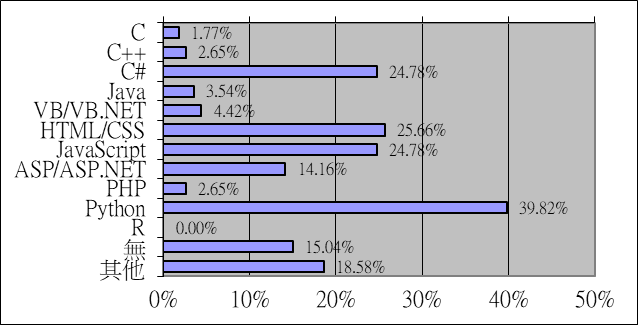 C 1.77%
C++ 2.65%
C# 24.78%
Java 3.54%
VB/VB.NET 4.42%
HTML/CSS 25.66%
JavaScript 24.78%
ASP/ASP.NET 14.16%
PHP 2.65%
Python 39.82%
R 0.00%
無 15.04%
其他 18.58%
0% 10% 20% 30% 40% 50%